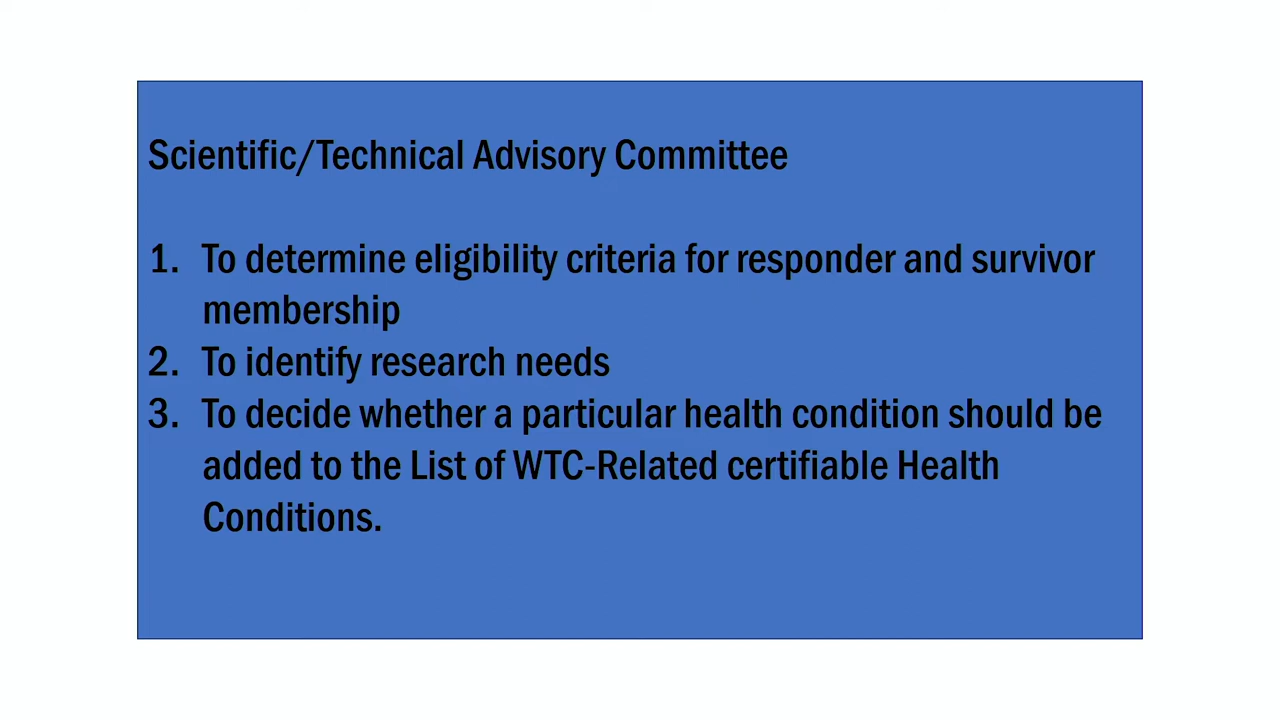 Scientific/Technical Advisory Committee
1. To determine eligibility criteria for responder and survivor
membership
2. To identify research needs
3. To decide whether a particular health condition should be
added to the List of WTC-Related certifiable Health
Conditions.